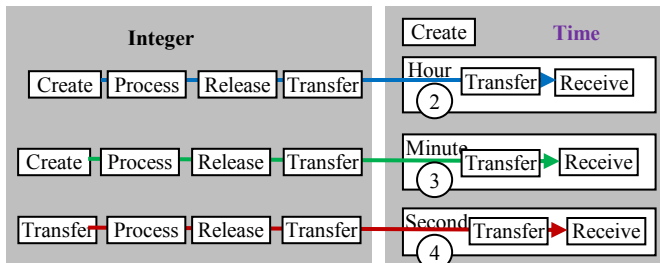 Integer
Create
Time
Create Process Release Transfer
Hour
Transfer Receive
2
Create Process Release Transfer
Minute
Transfer Receive
3
Transfer Process Release Transfer
Second
Transfer Receive
4